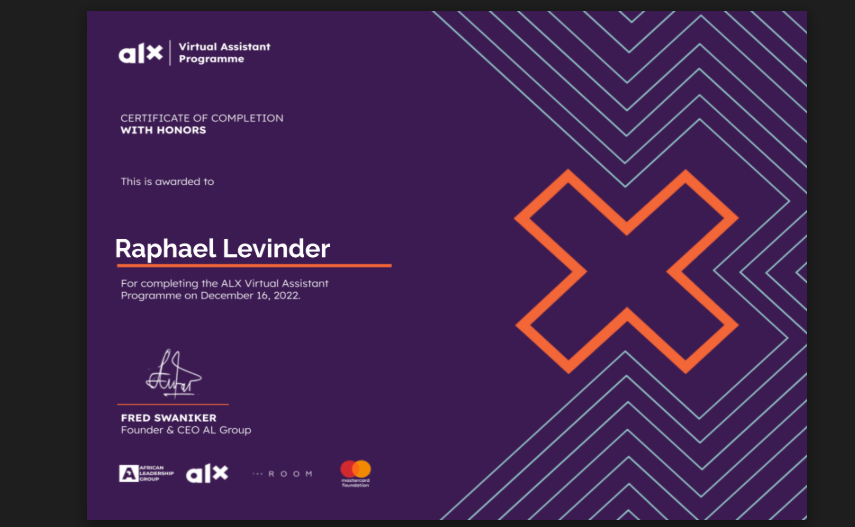 alx
Virtual Assistant
Programme
CERTIFICATE OF COMPLETION
WITH HONORS
This is awarded to
Raphael Levinder
For completing the ALX Virtual Assistant
Programme on December 16, 2022.
FRED SWANIKER
Founder & CEO AL Group
AFRICAN
LEADERSHIP
GROUP
alx
ROOM
mastercard
foundation